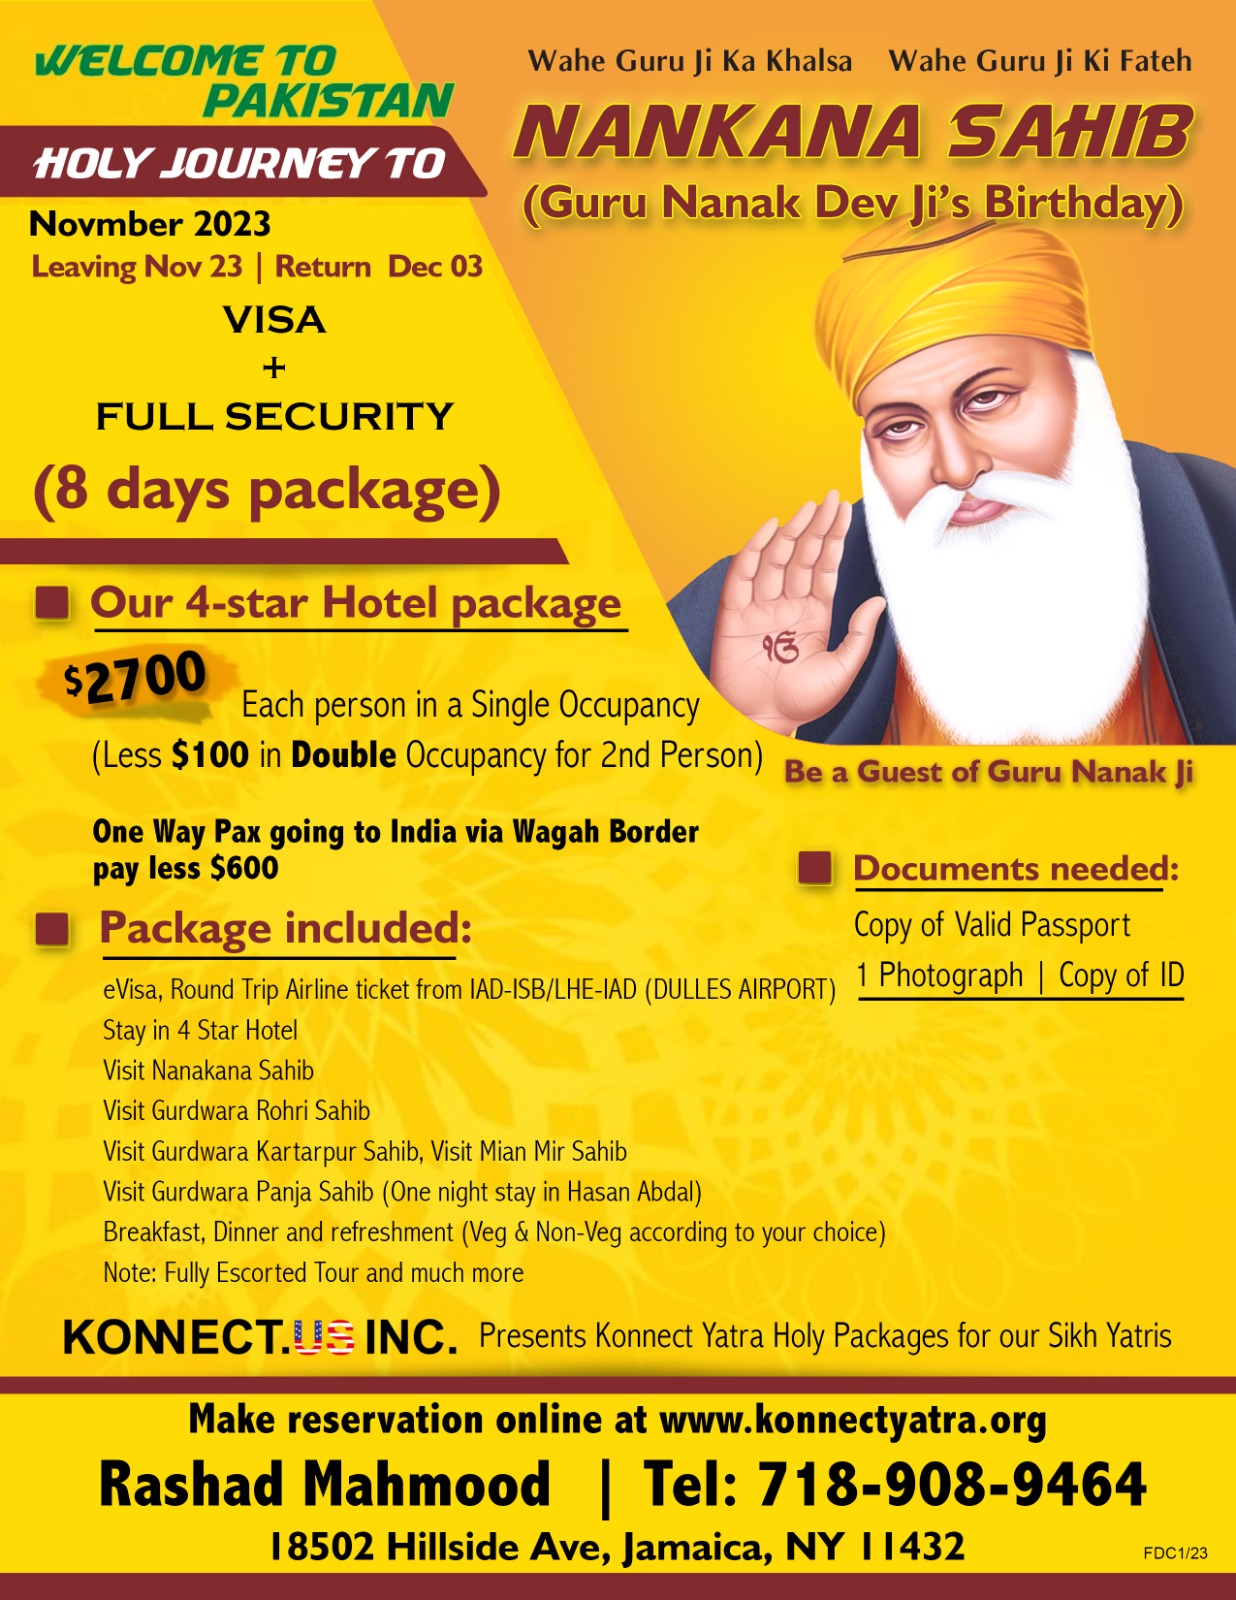 WELCOME TO
PAKISTAN
HOLY JOURNEY TO
Wahe Guru Ji Ka Khalsa Wahe Guru Ji Ki Fateh
NANKANA SAHIB
(Guru Nanak Dev Ji's Birthday)
Novmber 2023
Leaving Nov 23 | Return Dec 03
VISA
+
FULL SECURITY
(8 days package)
ੴ
Our 4-star Hotel package
$2700
Each person in a Single Occupancy
(Less $100 in Double Occupancy for 2nd Person)
Be a Guest of Guru Nanak Ji
One Way Pax going to India via Wagah Border
pay less $600
Documents needed:
Copy of Valid Passport
1 Photograph | Copy of ID
Package included:
eVisa, Round Trip Airline ticket from IAD-ISB/LHE-IAD (DULLES AIRPORT)
Stay in 4 Star Hotel
Visit Nanakana Sahib
Visit Gurdwara Rohri Sahib
Visit Gurdwara Kartarpur Sahib, Visit Mian Mir Sahib
Visit Gurdwara Panja Sahib (One night stay in Hasan Abdal)
Breakfast, Dinner and refreshment (Veg & Non-Veg according to your choice)
Note: Fully Escorted Tour and much more
KONNECT.US INC. Presents Konnect Yatra Holy Packages for our Sikh Yatris
Make reservation online at www.konnectyatra.org
Rashad Mahmood | Tel: 718-908-9464
18502 Hillside Ave, Jamaica, NY 11432
FDC1/23